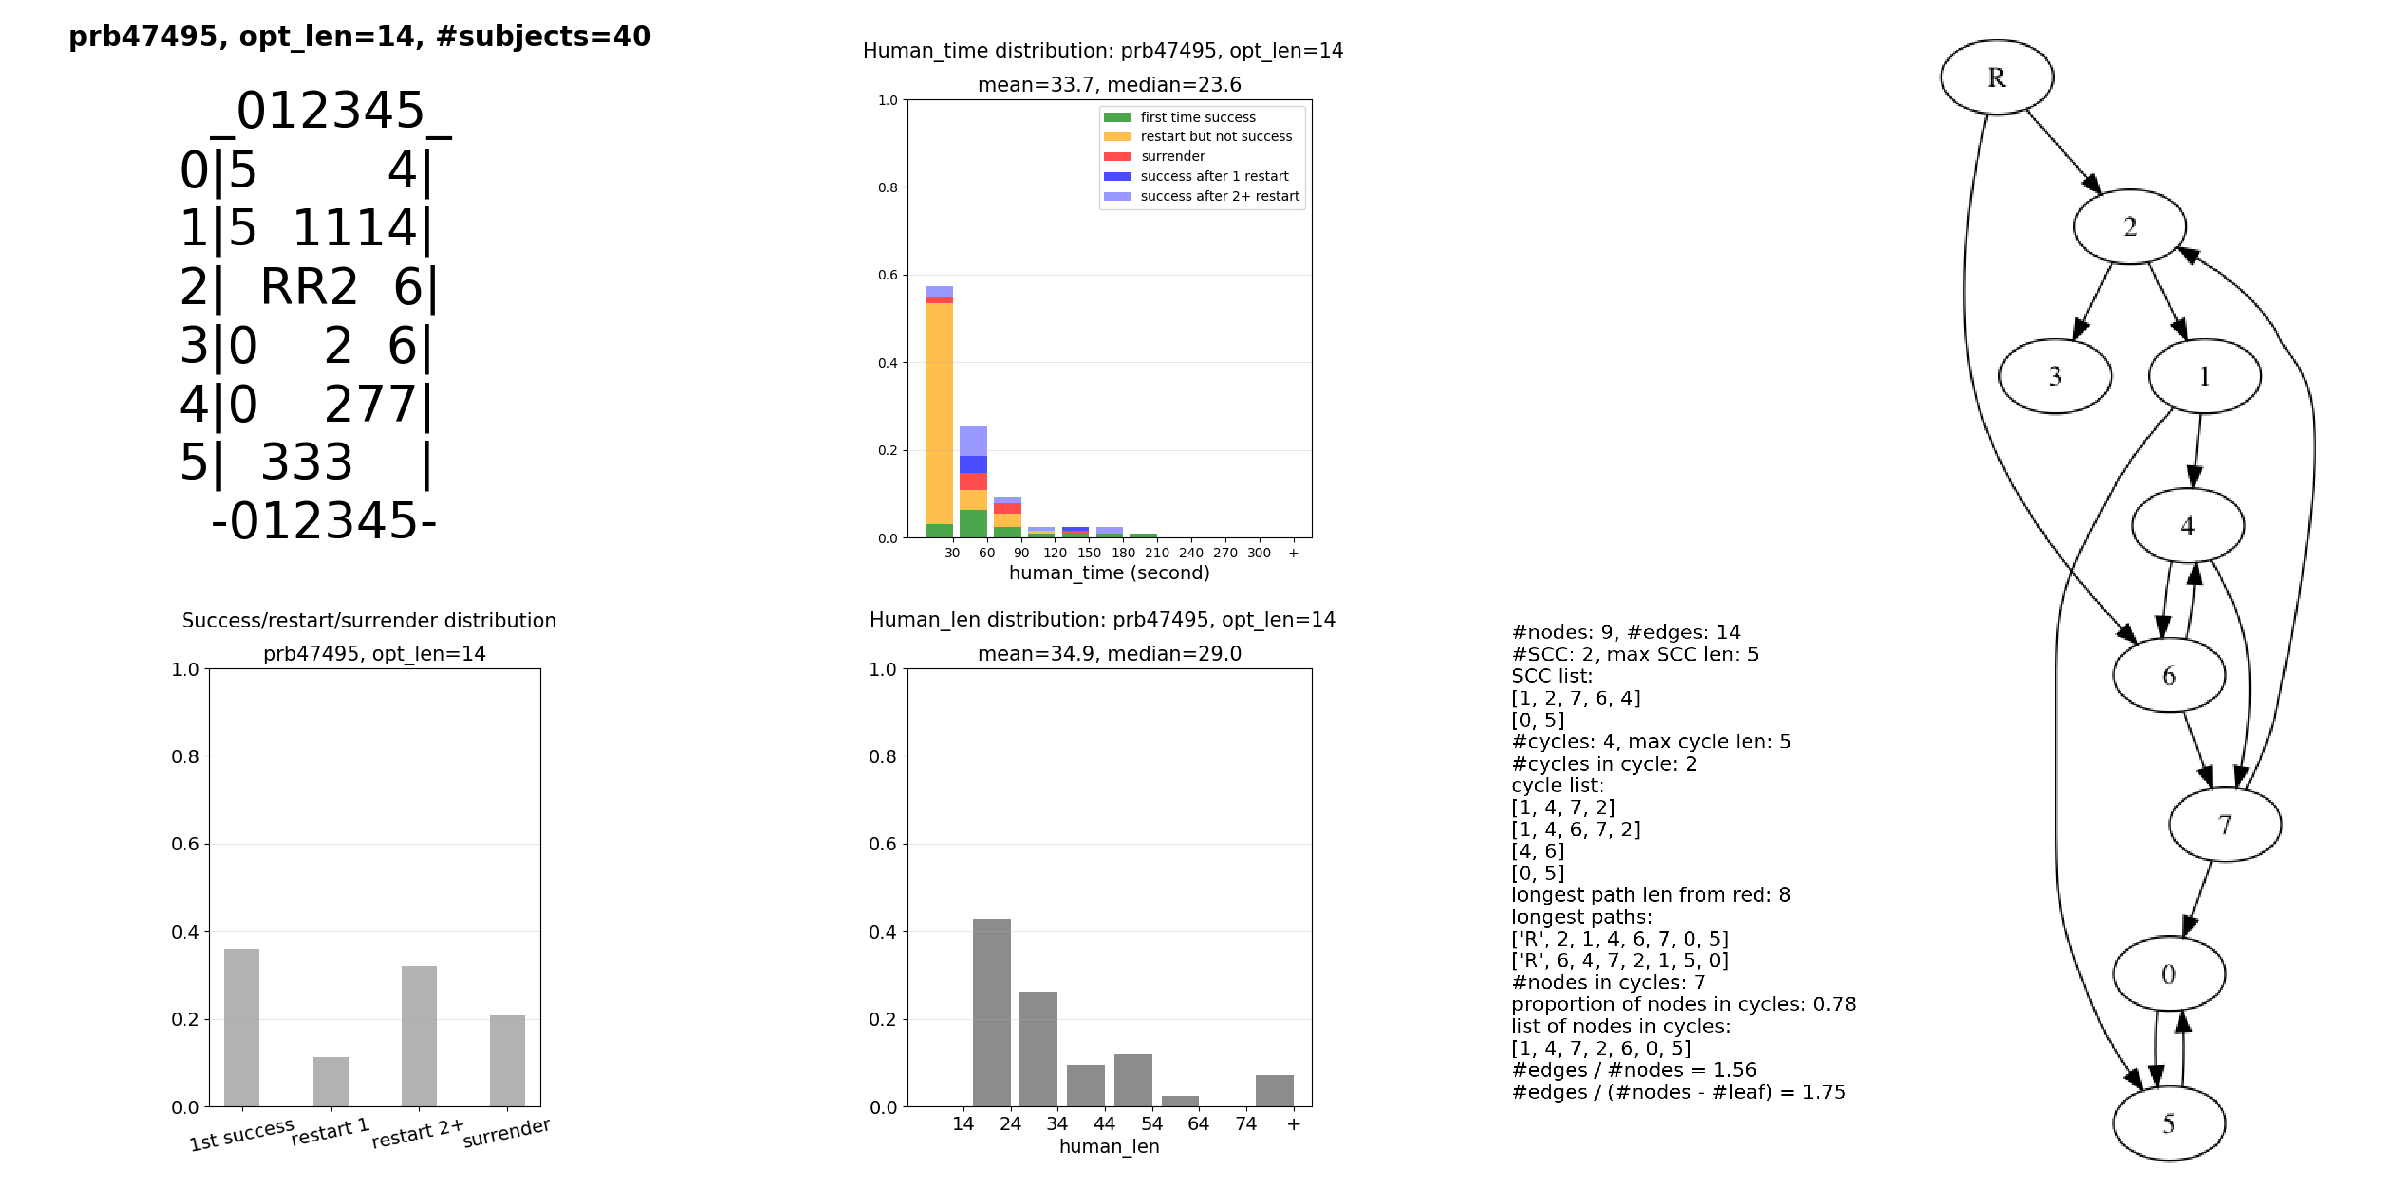 prb47495, opt_len=14, #subjects=40
_012345_
0|5    4|
1|5  1114|
2|  RR2  6|
3|0    2  6|
4|0    277|
5|  333    |
-012345-
Human_time distribution: prb47495, opt_len=14
mean=33.7, median=23.6
1.0
0.8
0.6
0.4
0.2
0.0
first time success
restart but not success
surrender
success after 1 restart
success after 2+ restart
30 60 90 120 150 180 210 240 270 300 +
human_time (second)
Success/restart/surrender distribution
prb47495, opt_len=14
1.0
0.8
0.6
0.4
0.2
0.0
1st success restart 1 restart 2+ surrender
Human_len distribution: prb47495, opt_len=14
mean=34.9, median=29.0
1.0
0.8
0.6
0.4
0.2
0.0
14 24 34 44 54 64 74 +
human_len
#nodes: 9, #edges: 14
#SCC: 2, max SCC len: 5
SCC list:
[1, 2, 7, 6, 4]
[0, 5]
#cycles: 4, max cycle len: 5
#cycles in cycle: 2
cycle list:
[1, 4, 7, 2]
[1, 4, 6, 7, 2]
[4, 6]
[0, 5]
longest path len from red: 8
longest paths:
['R', 2, 1, 4, 6, 7, 0, 5]
['R', 6, 4, 7, 2, 1, 5, 0]
#nodes in cycles: 7
proportion of nodes in cycles: 0.78
list of nodes in cycles:
[1, 4, 7, 2, 6, 0, 5]
#edges / #nodes = 1.56
#edges / (#nodes - #leaf) = 1.75
R
2
3 1
4
6
7
0
5